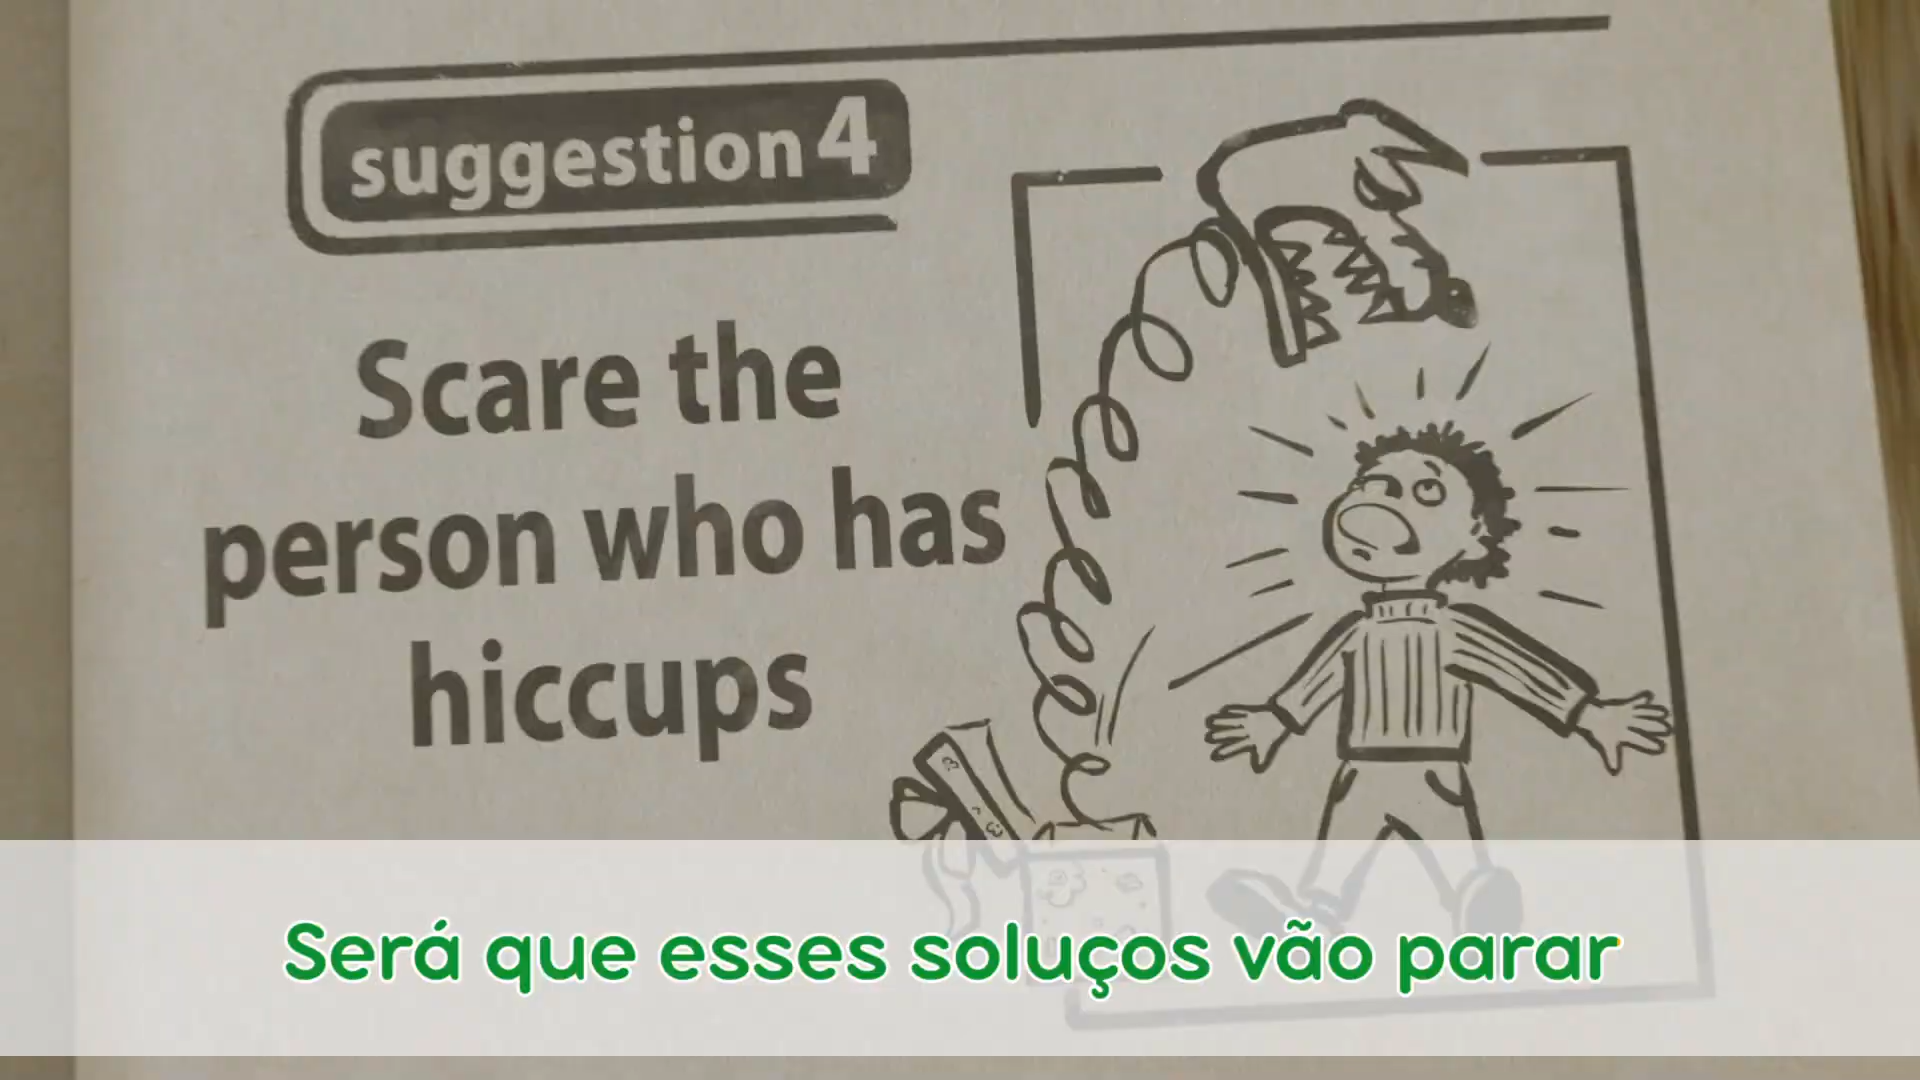 suggestion 4
Scare the
person who has
hiccups
Será que esses soluços vão parar